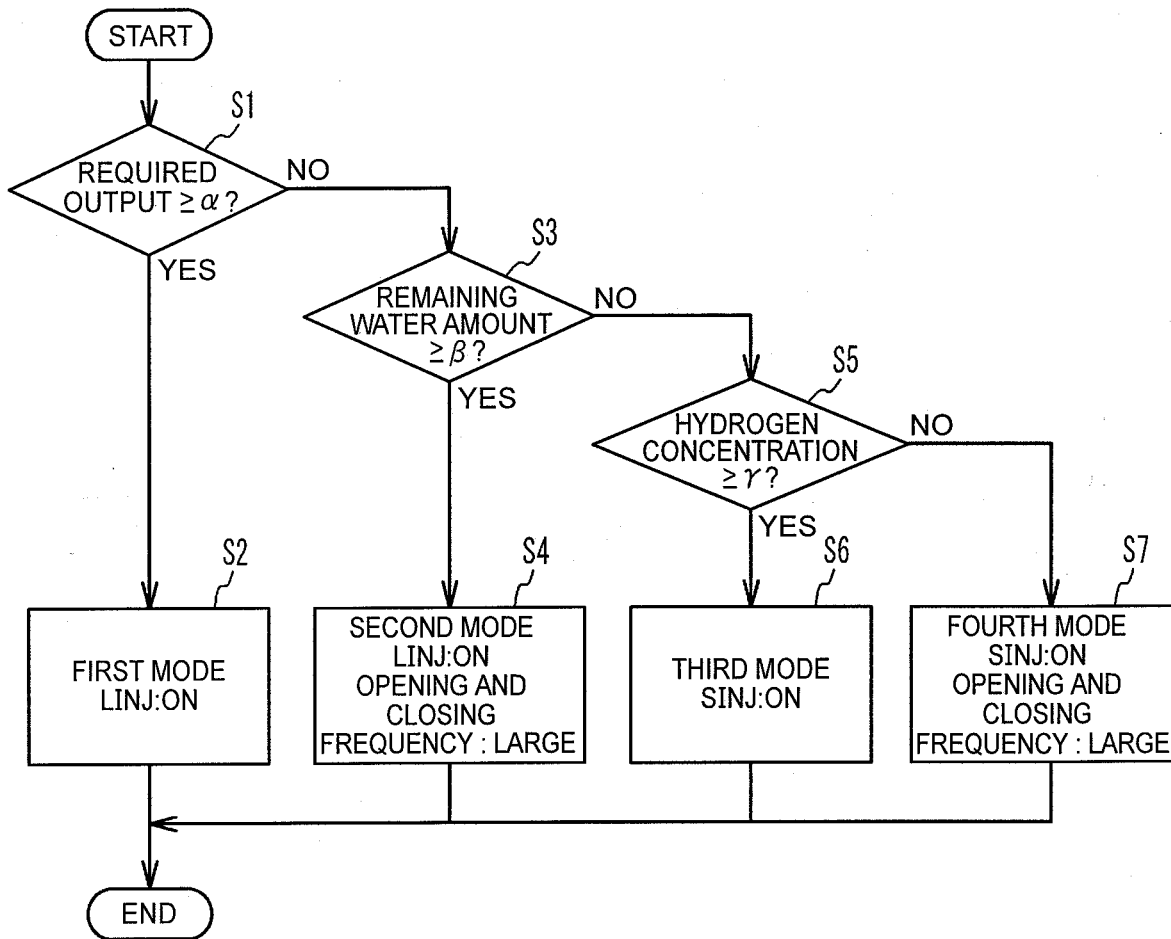 START
S1
REQUIRED
OUTPUT ≥ α?
NO
YES
S3
REMAINING
WATER AMOUNT
≥ β?
NO
YES
S5
HYDROGEN
CONCENTRATION
≥ γ?
NO
YES
S2
FIRST MODE
LINJ:ON
S4
SECOND MODE
LINJ:ON
OPENING AND
CLOSING
FREQUENCY : LARGE
S6
THIRD MODE
SINJ:ON
S7
FOURTH MODE
SINJ:ON
OPENING AND
CLOSING
FREQUENCY : LARGE
END